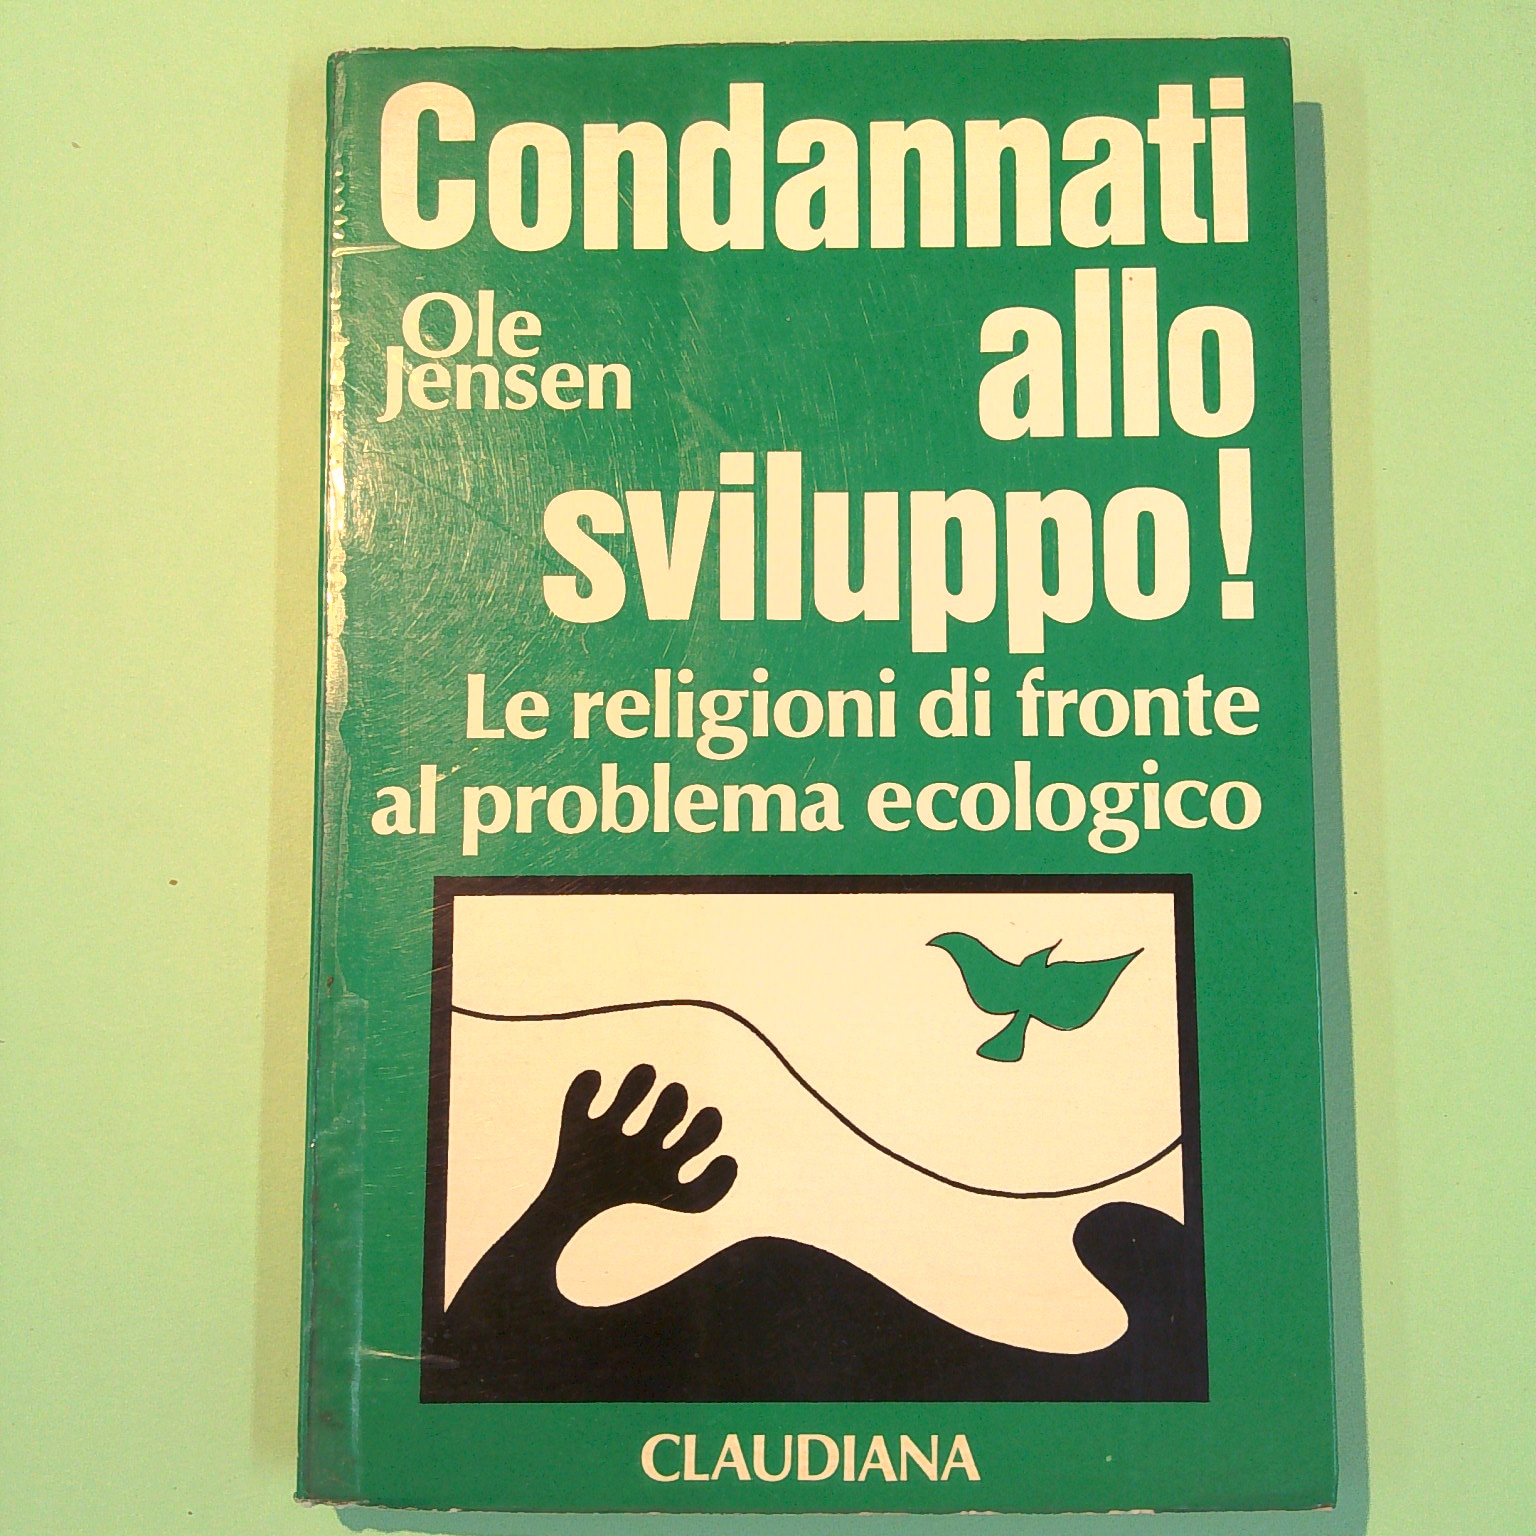 Condannati
allo
sviluppo!
Ole
Jensen
Le religioni di fronte
al problema ecologico
CLAUDIANA